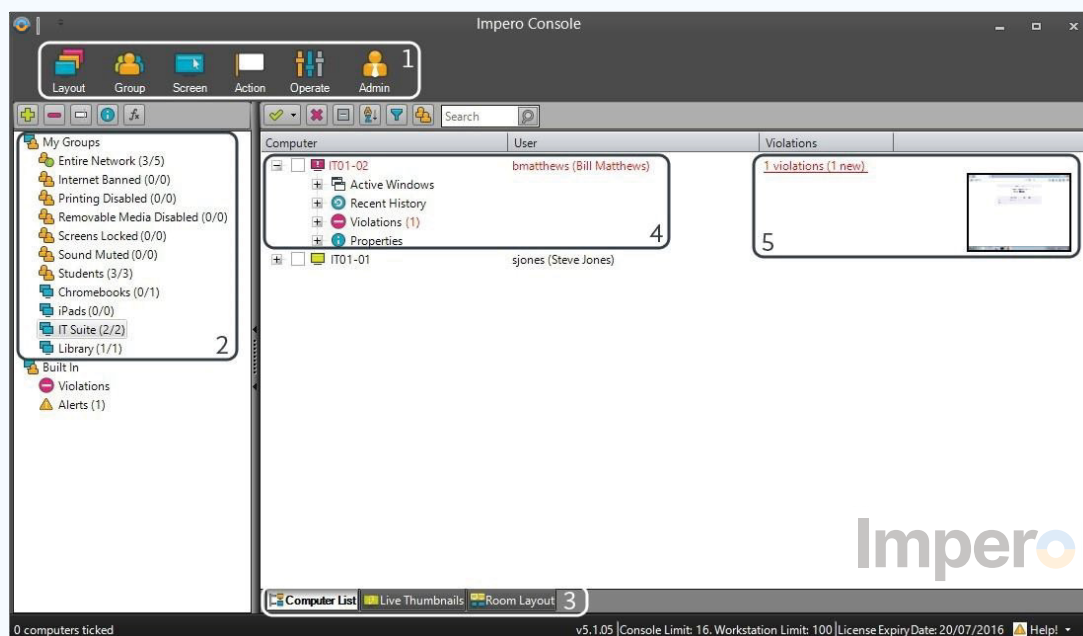 Impero Console
1
Layout Group Screen Action Operate Admin
Search
Computer User Violations
My Groups
Entire Network (3/5)
Internet Banned (0/0)
Printing Disabled (0/0)
Removable Media Disabled (0/0)
Screens Locked (0/0)
Sound Muted (0/0)
Students (3/3)
Chromebooks (0/1)
iPads (0/0)
IT Suite (2/2)
Library (1/1)
2
Built In
Violations
Alerts (1)
IT01-02 bmatthews (Bill Matthews) 1 violations (1 new)
Active Windows
Recent History
Violations (1)
Properties
4
5
IT01-01 sjones (Steve Jones)
Impero
Computer List Live Thumbnails Room Layout 3
0 computers ticked v5.1.05 |Console Limit: 16. Workstation Limit: 100 |License Expiry Date: 20/07/2016 Help!